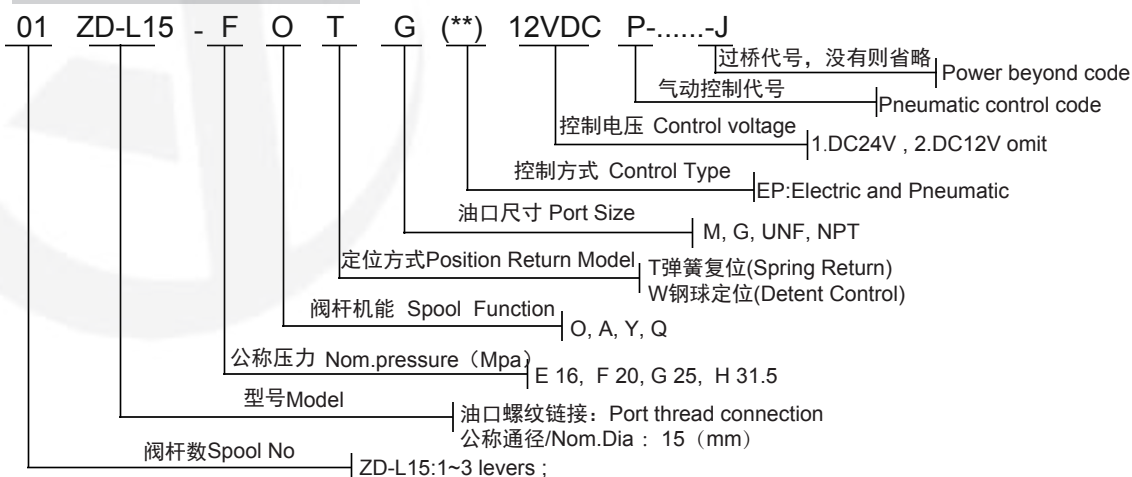 01 ZD-L15 - F O T G (**) 12VDC P-......-J
过桥代号，没有则省略 Power beyond code
气动控制代号 Pneumatic control code
控制电压 Control voltage 1.DC24V , 2.DC12V omit
控制方式 Control Type EP:Electric and Pneumatic
油口尺寸 Port Size M, G, UNF, NPT
定位方式Position Return Model T弹簧复位(Spring Return)
W钢球定位(Detent Control)
阀杆机能 Spool Function O, A, Y, Q
公称压力 Nom.pressure（Mpa） E 16, F 20, G 25, H 31.5
型号Model 油口螺纹链接：Port thread connection
公称通径/Nom.Dia : 15（mm）
阀杆数Spool No ZD-L15:1~3 levers ;